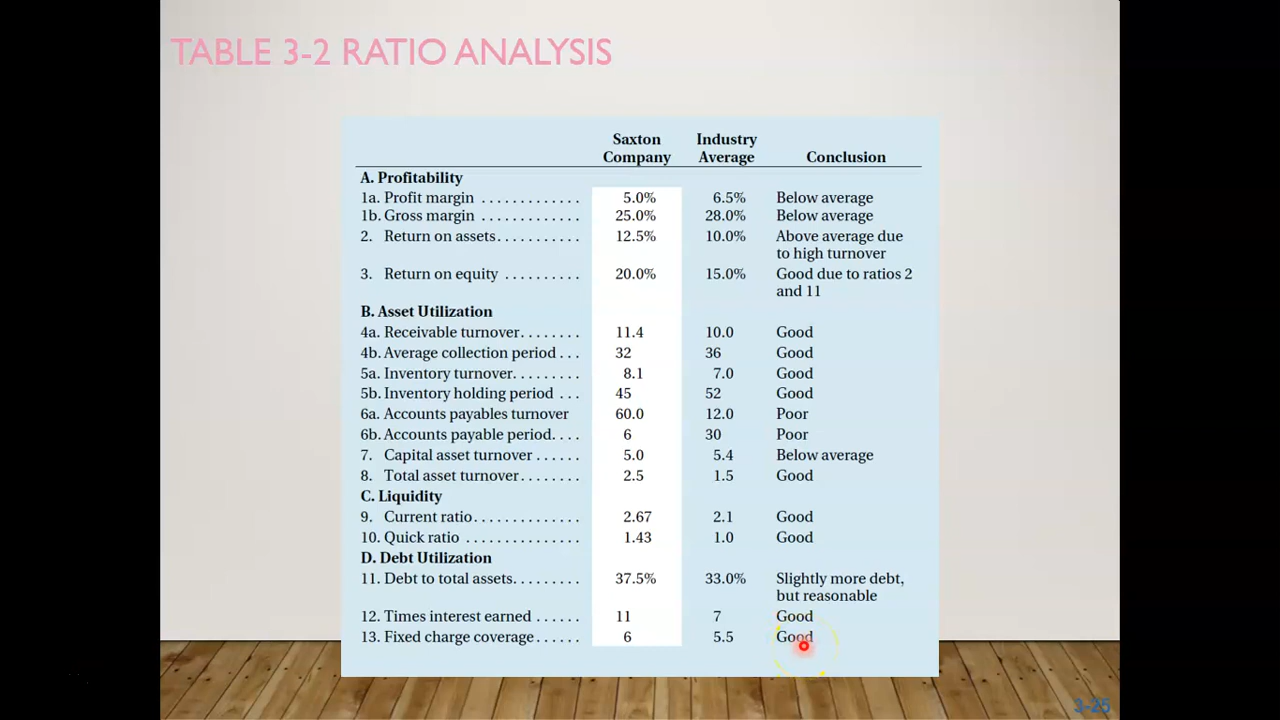 TABLE 3-2 RATIO ANALYSIS
Saxton Company Industry Average Conclusion
A. Profitability
1a. Profit margin ............. 5.0% 6.5% Below average
1b. Gross margin ............. 25.0% 28.0% Below average
2. Return on assets........... 12.5% 10.0% Above average due
to high turnover
3. Return on equity .......... 20.0% 15.0% Good due to ratios 2
and 11
B. Asset Utilization
4a. Receivable turnover........ 11.4 10.0 Good
4b. Average collection period ... 32 36 Good
5a. Inventory turnover......... 8.1 7.0 Good
5b. Inventory holding period ... 45 52 Good
6a. Accounts payables turnover 60.0 12.0 Poor
6b. Accounts payable period.... 6 30 Poor
7. Capital asset turnover ...... 5.0 5.4 Below average
8. Total asset turnover........ 2.5 1.5 Good
C. Liquidity
9. Current ratio.............. 2.67 2.1 Good
10. Quick ratio ............... 1.43 1.0 Good
D. Debt Utilization
11. Debt to total assets......... 37.5% 33.0% Slightly more debt,
but reasonable
12. Times interest earned ...... 11 7 Good
13. Fixed charge coverage...... 6 5.5 Good
3-25